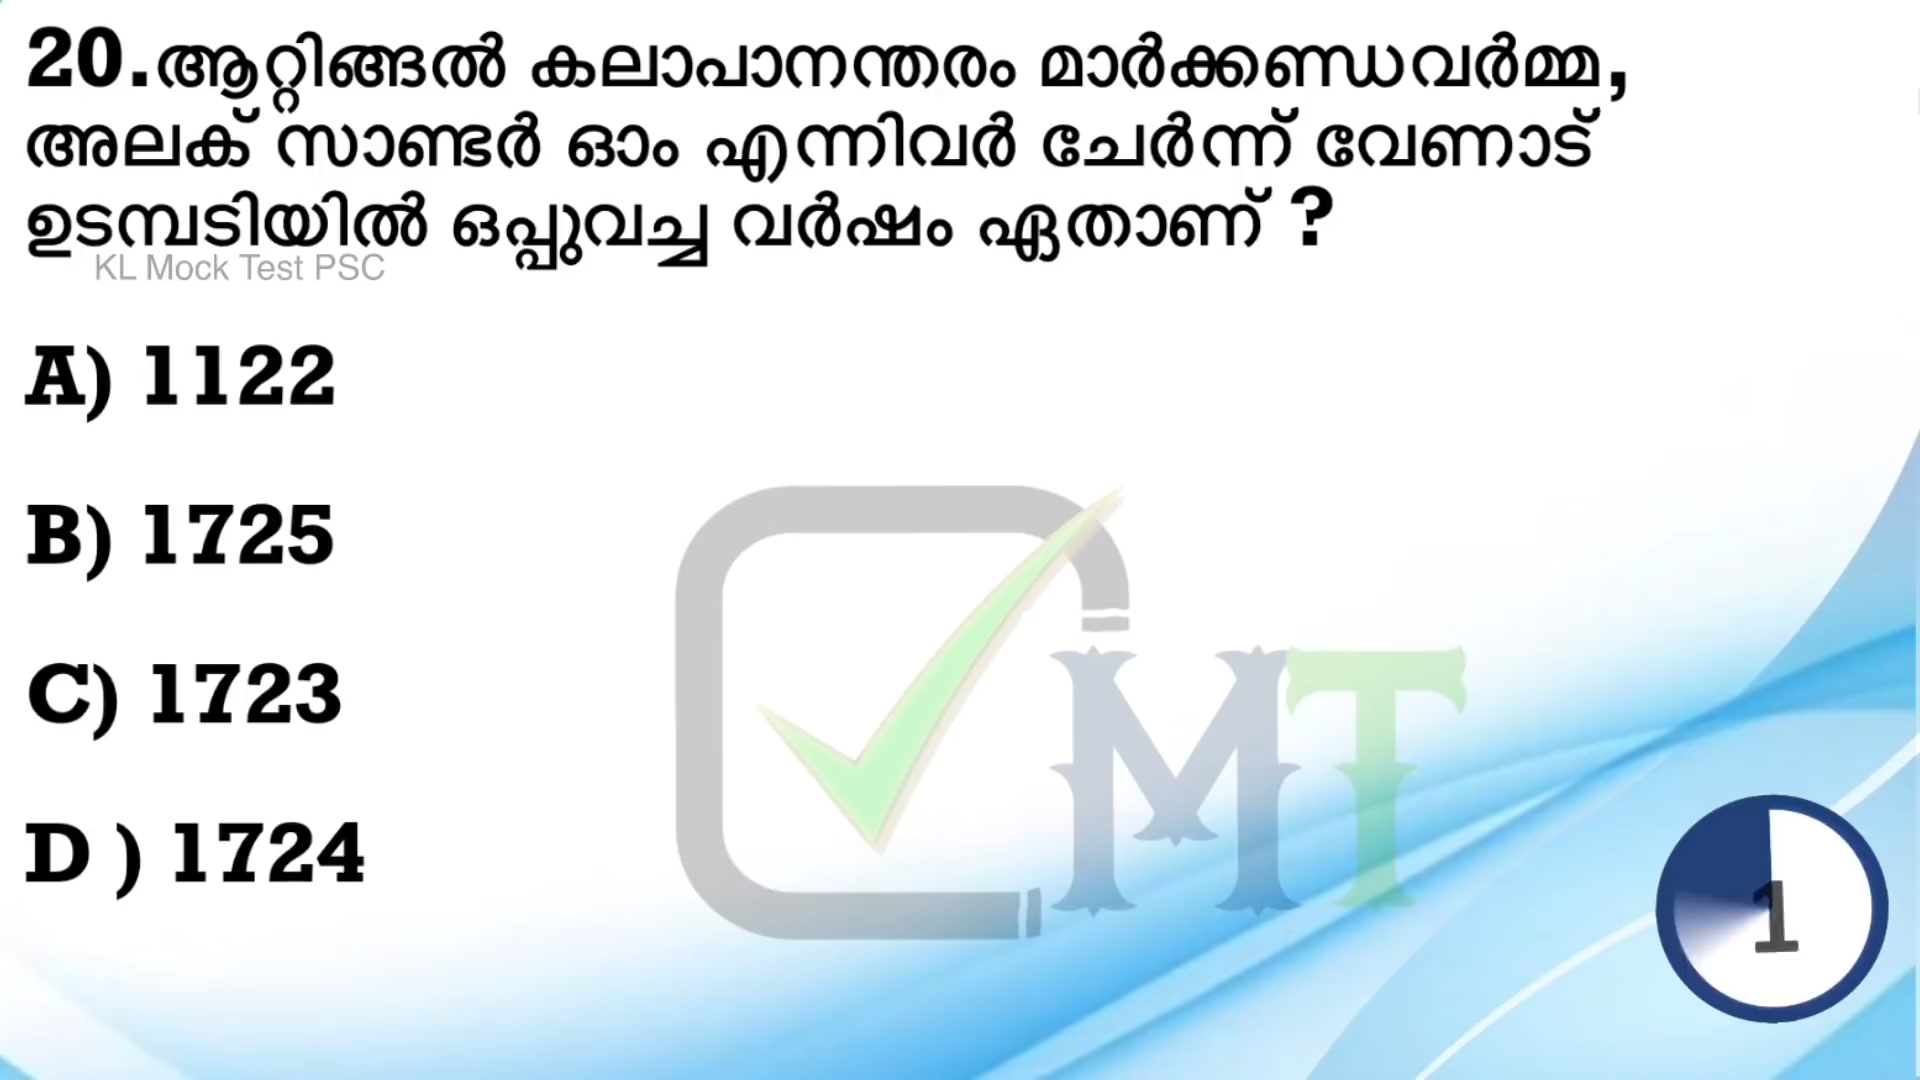 20.ആറ്റിങ്ങൽ കലാപാനന്തരം മാർക്കണ്ഡവർമ്മ,
അലക് സാണ്ടർ ഓം എന്നിവർ ചേർന്ന് വേണാട്
ഉടമ്പടിയിൽ ഒപ്പുവച്ച വർഷം ഏതാണ് ?
KL Mock Test PSC
A) 1122
B) 1725
C) 1723
D ) 1724
MT
1